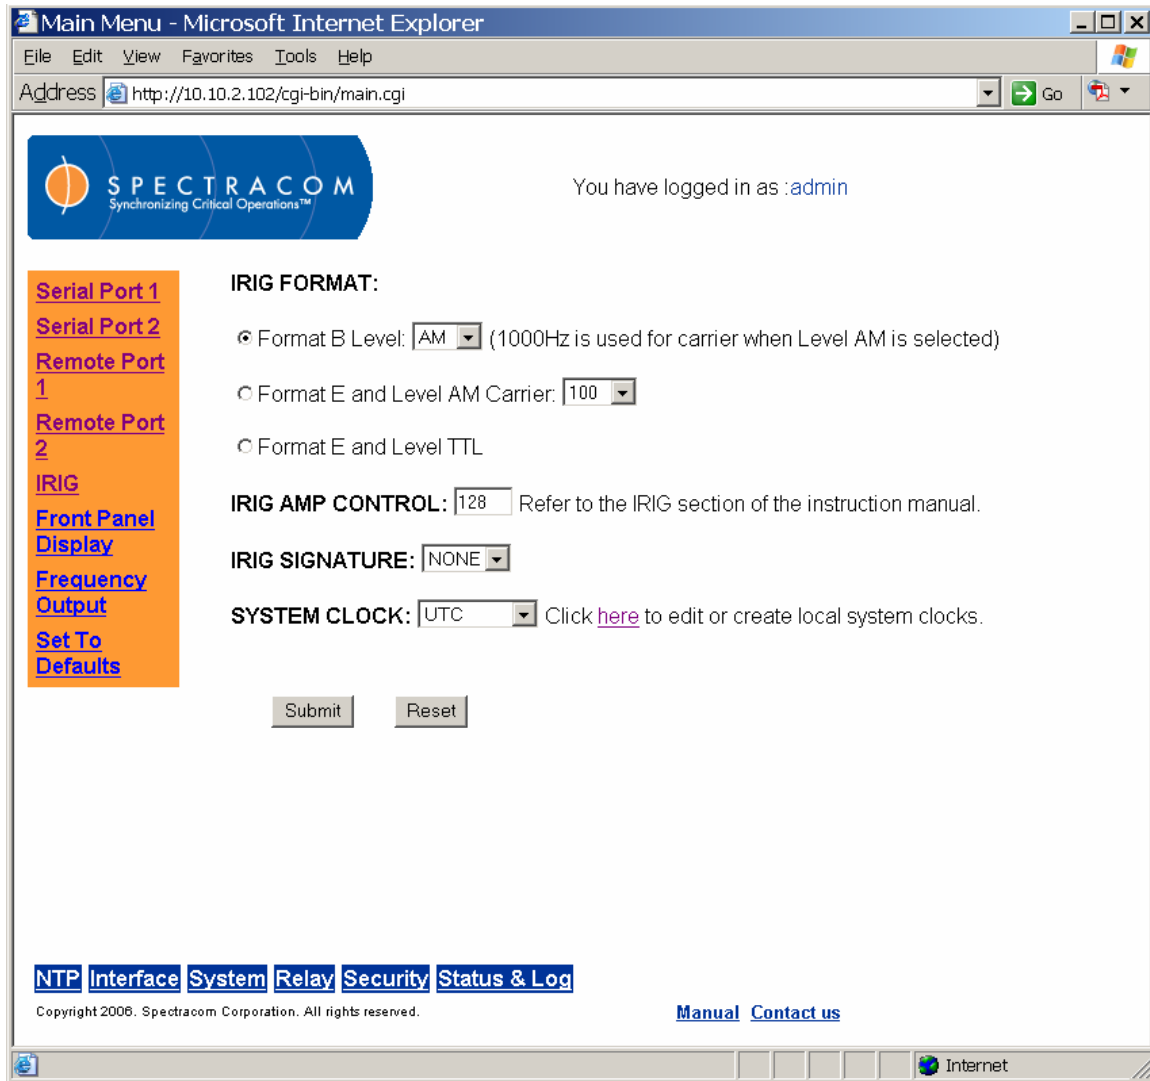 Main Menu - Microsoft Internet Explorer
File Edit View Favorites Tools Help
Address http://10.10.2.102/cgi-bin/main.cgi Go
SPECTRACOM
Synchronizing Critical Operations™
You have logged in as :admin
Serial Port 1
Serial Port 2
Remote Port
1
Remote Port
2
IRIG
Front Panel
Display
Frequency
Output
Set To
Defaults
IRIG FORMAT:
Format B Level: AM (1000Hz is used for carrier when Level AM is selected)
Format E and Level AM Carrier: 100
Format E and Level TTL
IRIG AMP CONTROL: 128 Refer to the IRIG section of the instruction manual.
IRIG SIGNATURE: NONE
SYSTEM CLOCK: UTC Click here to edit or create local system clocks.
Submit Reset
NTP Interface System Relay Security Status & Log
Copyright 2006. Spectracom Corporation. All rights reserved. Manual Contact us
Internet